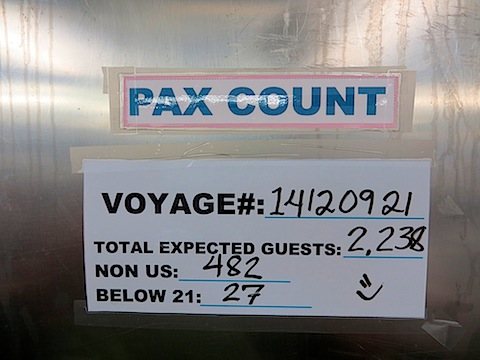 PAX COUNT
VOYAGE#: 14120921
TOTAL EXPECTED GUESTS: 2,238
NON US: 482
BELOW 21: 27